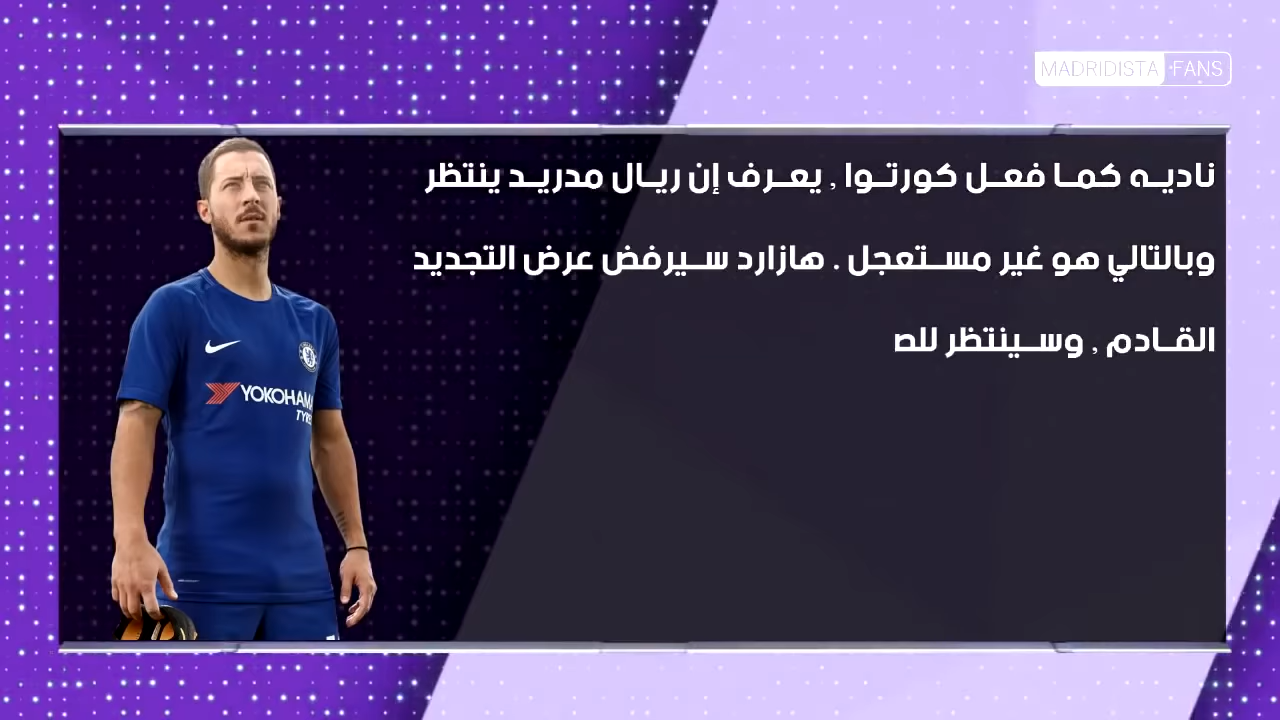 MADRIDISTA FANS
ناديه كما فعل كورتوا , يعرف إن ريال مدريد ينتظر
وبالتالي هو غير مستعجل . هازارد سيرفض عرض التجديد
القادم , وسينتظر للص
YOKOHAMA
TYRES